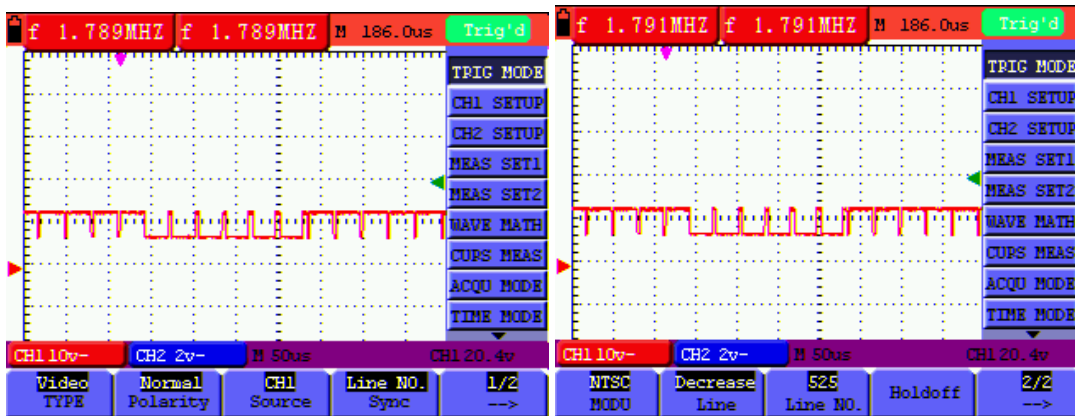 f 1.789MHZ f 1.789MHZ M 186.0us Trig'd
TRIG MODE
CH1 SETUP
CH2 SETUP
MEAS SET1
MEAS SET2
WAVE MATH
CURS MEAS
ACQU MODE
TIME MODE
CH1 10v- CH2 2v- M 50us CH1 20.4v
Video Normal CH1 Line NO. 1/2
TYPE Polarity Source Sync -->
f 1.791MHZ f 1.791MHZ M 186.0us Trig'd
TRIG MODE
CH1 SETUP
CH2 SETUP
MEAS SET1
MEAS SET2
WAVE MATH
CURS MEAS
ACQU MODE
TIME MODE
CH1 10v- CH2 2v- M 50us CH1 20.4v
NTSC Decrease 525 Holdoff 2/2
MODU Line Line NO. -->